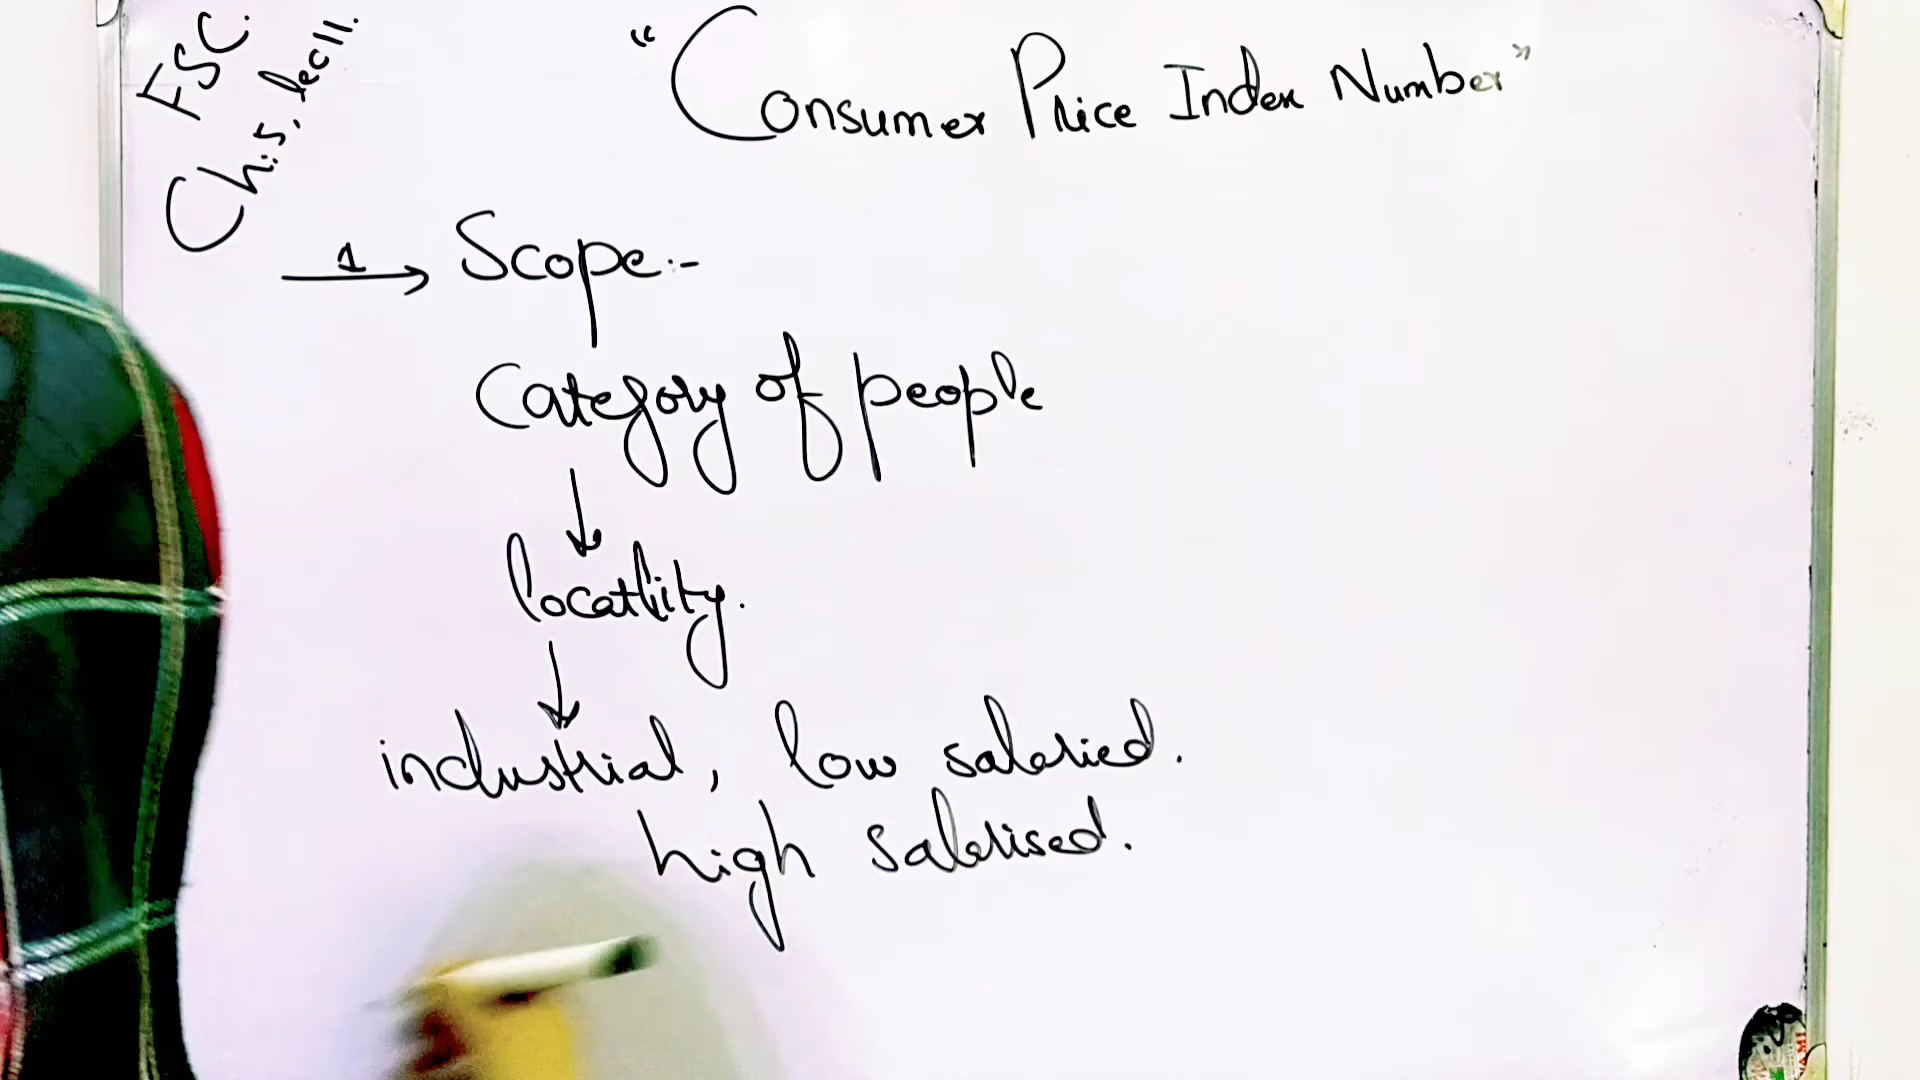 FSC.
Ch:5, lec11.
"Consumer Price Index Number"
1 → Scope:-
Category of people
↓
locatlity.
↓
industrial, low salaried.
high salarised.